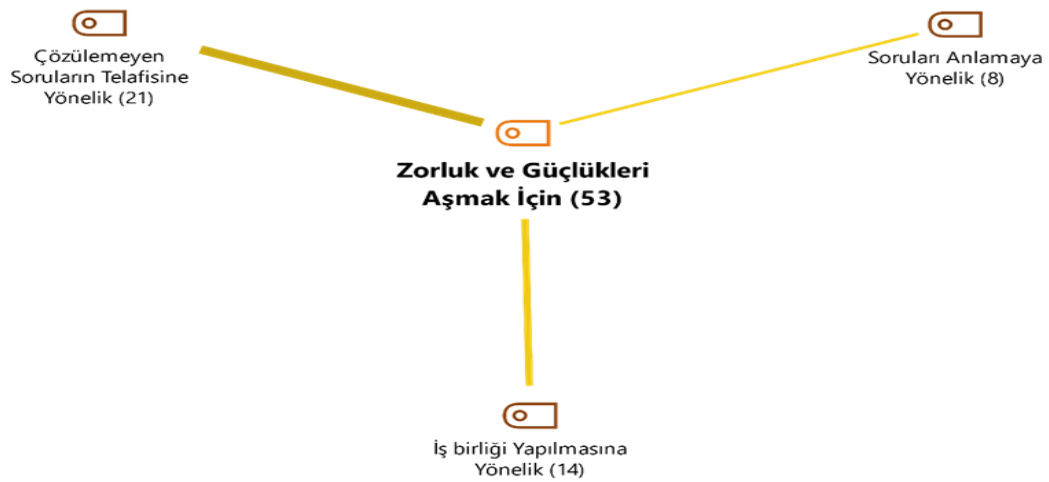 Çözülemeyen
Soruların Telafisine
Yönelik (21)
Soruları Anlamaya
Yönelik (8)
Zorluk ve Güçlükleri
Aşmak İçin (53)
İş birliği Yapılmasına
Yönelik (14)